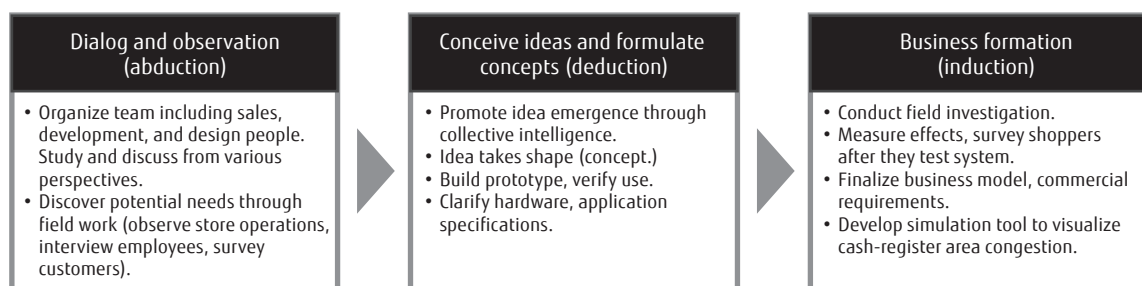 Dialog and observation
(abduction)
• Organize team including sales,
development, and design people.
Study and discuss from various
perspectives.
• Discover potential needs through
field work (observe store operations,
interview employees, survey
customers).
Conceive ideas and formulate
concepts (deduction)
• Promote idea emergence through
collective intelligence.
• Idea takes shape (concept.)
• Build prototype, verify use.
• Clarify hardware, application
specifications.
Business formation
(induction)
• Conduct field investigation.
• Measure effects, survey shoppers
after they test system.
• Finalize business model, commercial
requirements.
• Develop simulation tool to visualize
cash-register area congestion.